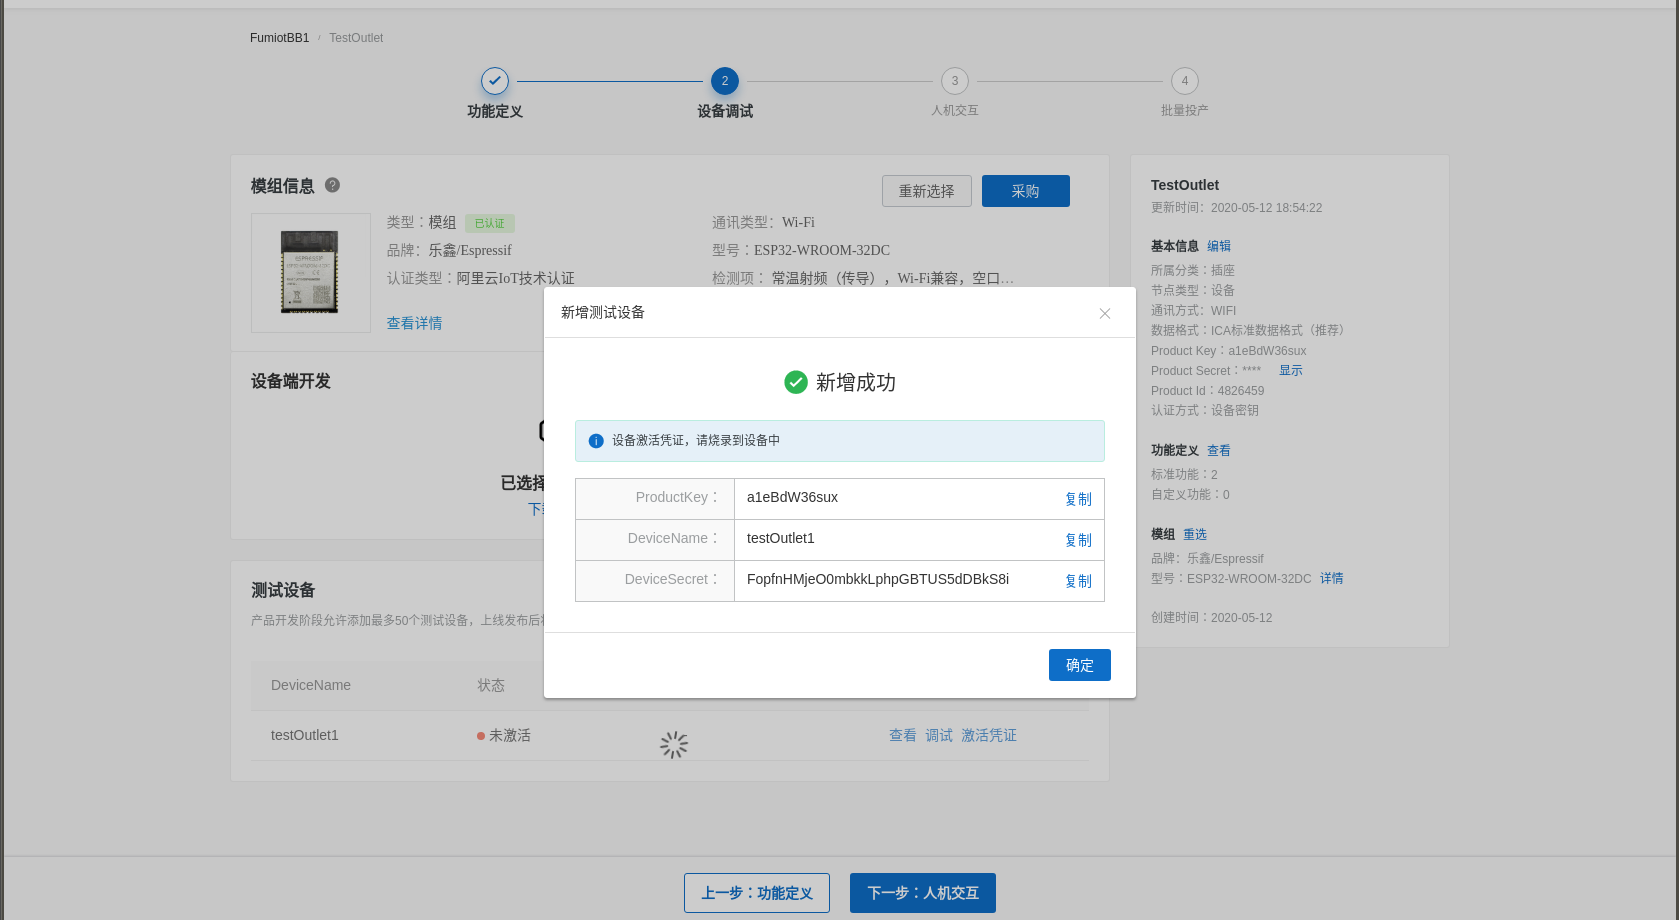 FumiotBB1 / TestOutlet
2 3 4
功能定义 设备调试 人机交互 批量投产
模组信息 ?
重新选择 采购
类型：模组 已认证 通讯类型：Wi-Fi
品牌：乐鑫/Espressif 型号：ESP32-WROOM-32DC
认证类型：阿里云IoT技术认证 检测项： 常温射频（传导），Wi-Fi兼容，空口…
查看详情
设备端开发
已选择
测试设备
产品开发阶段允许添加最多50个测试设备，上线发布后
DeviceName 状态
testOutlet1 未激活 查看 调试 激活凭证
新增测试设备
新增成功
设备激活凭证，请烧录到设备中
ProductKey： a1eBdW36sux 复制
DeviceName： testOutlet1 复制
DeviceSecret： FopfnHMjeO0mbkkLphpGBTUS5dDBkS8i 复制
确定
TestOutlet
更新时间：2020-05-12 18:54:22
基本信息 编辑
所属分类：插座
节点类型：设备
通讯方式：WIFI
数据格式：ICA标准数据格式（推荐）
Product Key：a1eBdW36sux
Product Secret：**** 显示
Product Id：4826459
认证方式：设备密钥
功能定义 查看
标准功能：2
自定义功能：0
模组 重选
品牌：乐鑫/Espressif
型号：ESP32-WROOM-32DC 详情
创建时间：2020-05-12
上一步：功能定义 下一步：人机交互